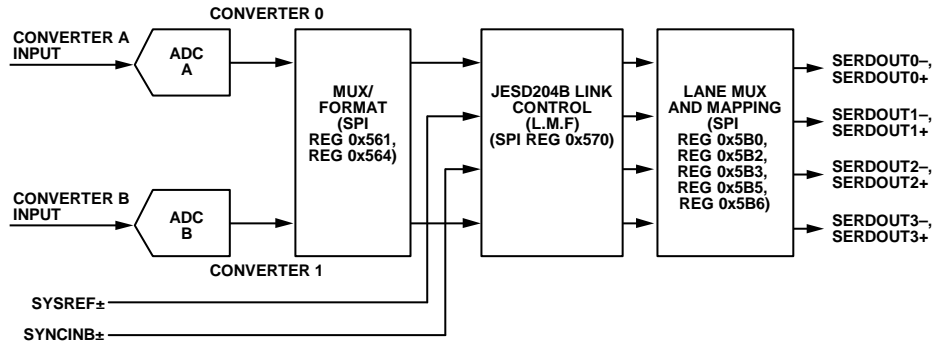 CONVERTER 0
CONVERTER A
INPUT
ADC
A
MUX/
FORMAT
(SPI
REG 0x561,
REG 0x564)
JESD204B LINK
CONTROL
(L.M.F)
(SPI REG 0x570)
LANE MUX
AND MAPPING
(SPI
REG 0x5B0,
REG 0x5B2,
REG 0x5B3,
REG 0x5B5,
REG 0x5B6)
SERDOUT0–,
SERDOUT0+
SERDOUT1–,
SERDOUT1+
SERDOUT2–,
SERDOUT2+
SERDOUT3–,
SERDOUT3+
CONVERTER B
INPUT
ADC
B
CONVERTER 1
SYSREF±
SYNCINB±